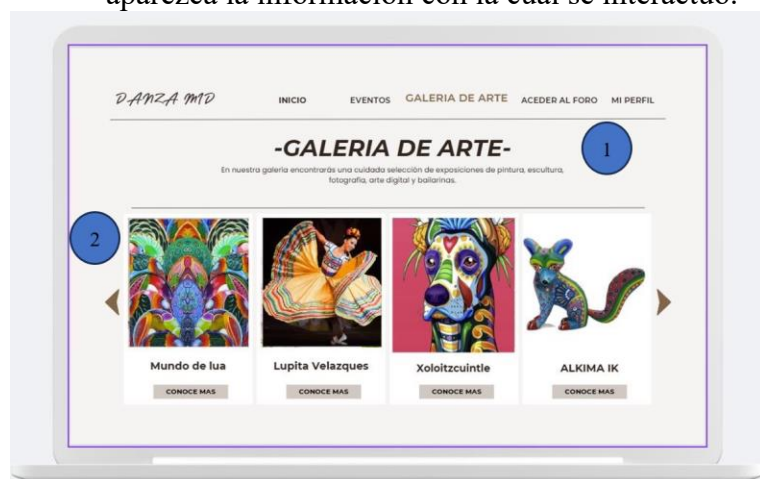 aparezca la información con la cual se interactuó.
DANZA MD
INICIO EVENTOS GALERIA DE ARTE ACEDER AL FORO MI PERFIL
-GALERIA DE ARTE-
1
En nuestra galería encontrarás una cuidada selección de exposiciones de pintura, escultura,
fotografía, arte digital y bailarinas.
2
Mundo de lua Lupita Velazques Xoloitzcuintle ALKIMA IK
CONOCE MAS CONOCE MAS CONOCE MAS CONOCE MAS